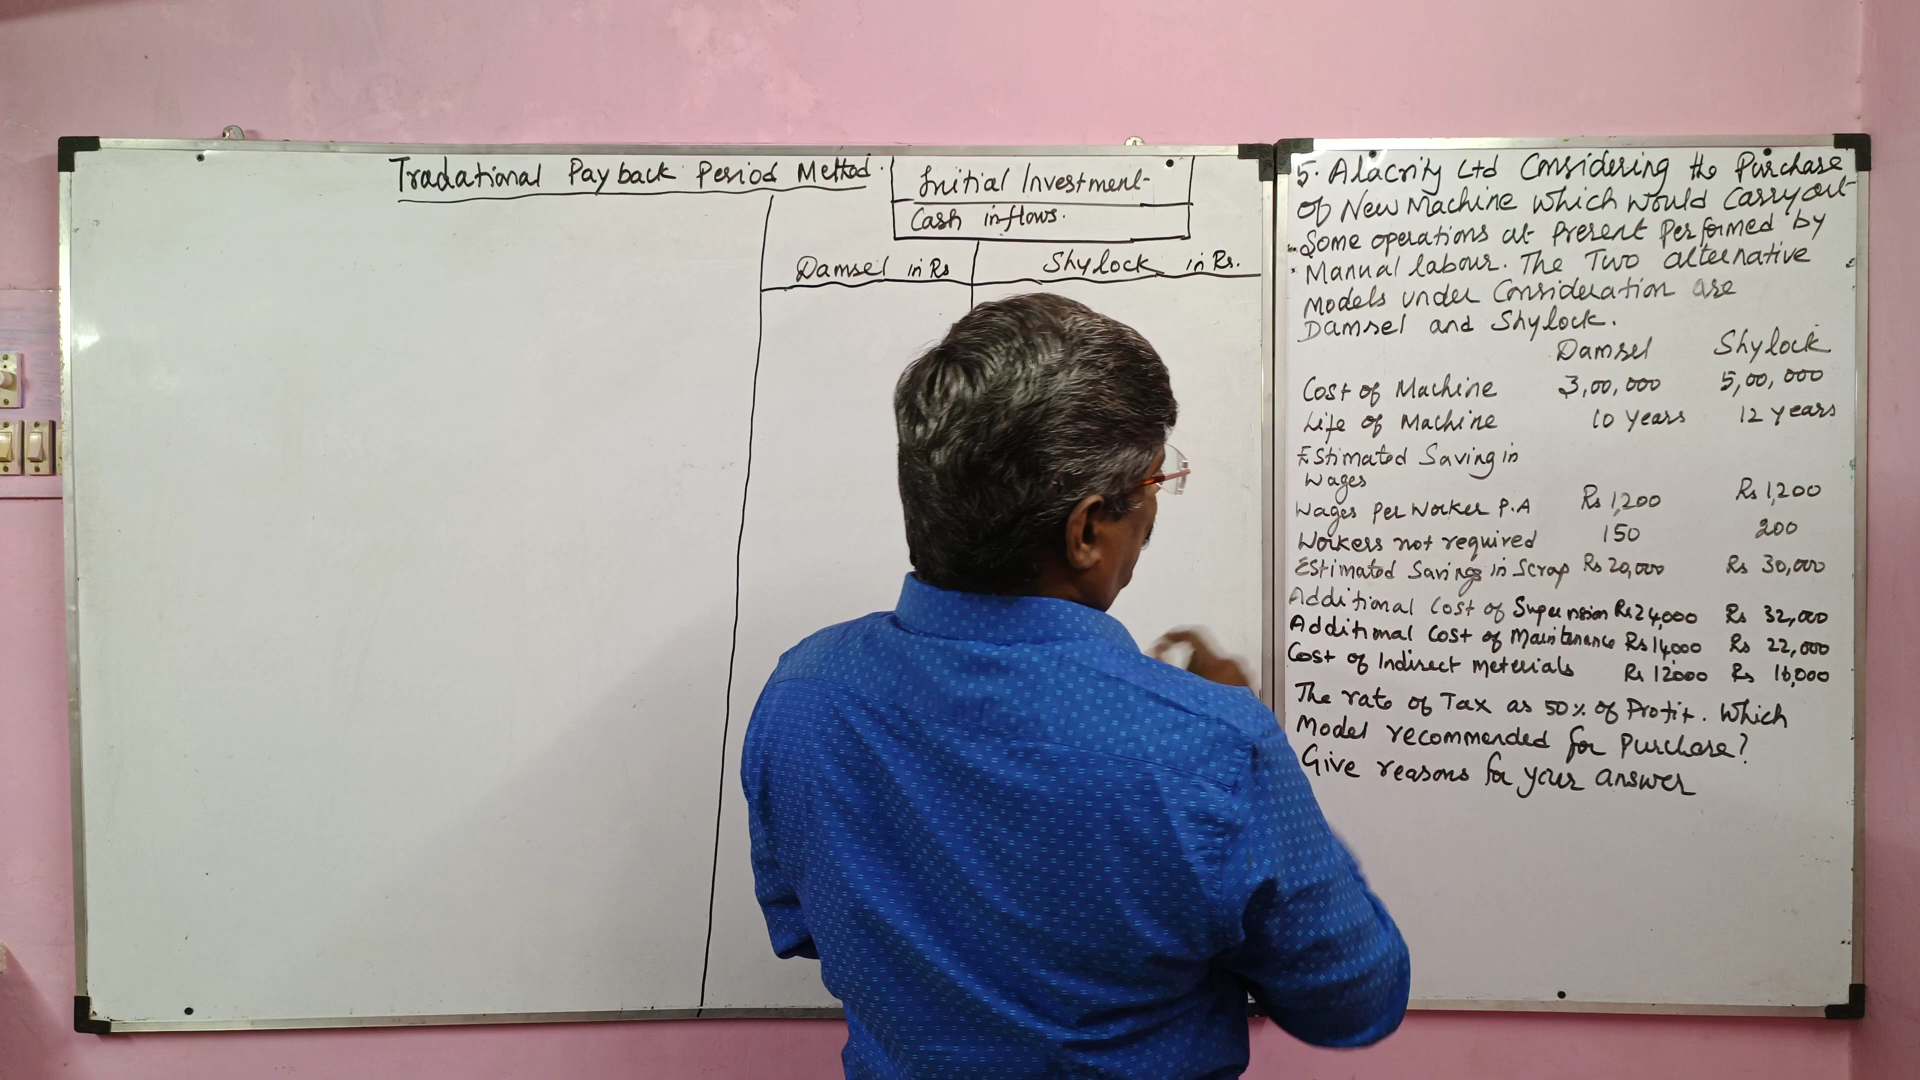 Tradational Payback Period Method.
Initial Investment
Cash inflows.
Damsel in Rs
Shylock in Rs.
5. Alacrity Ltd Considering the Purchase
of New Machine which would Carryout
Some operations at Present Performed by
Manual labour. The Two alternative
Models under Consideration are
Damsel and Shylock.
Damsel Shylock
Cost of Machine 3,00,000 5,00,000
Life of Machine 10 years 12 years
Estimated Saving in
wages
Wages Per worker P.A Rs 1,200 Rs 1,200
Workers not required 150 200
Estimated Savings in Scrap Rs 20,000 Rs 30,000
Additional Cost of Supervision Rs 24,000 Rs 32,000
Additional Cost of Maintenance Rs 14000 Rs 22,000
Cost of Indirect Meterials Rs 12000 Rs 16,000
The rate of Tax as 50% of Profit. Which
Model recommended for Purchase?
Give reasons for your answer